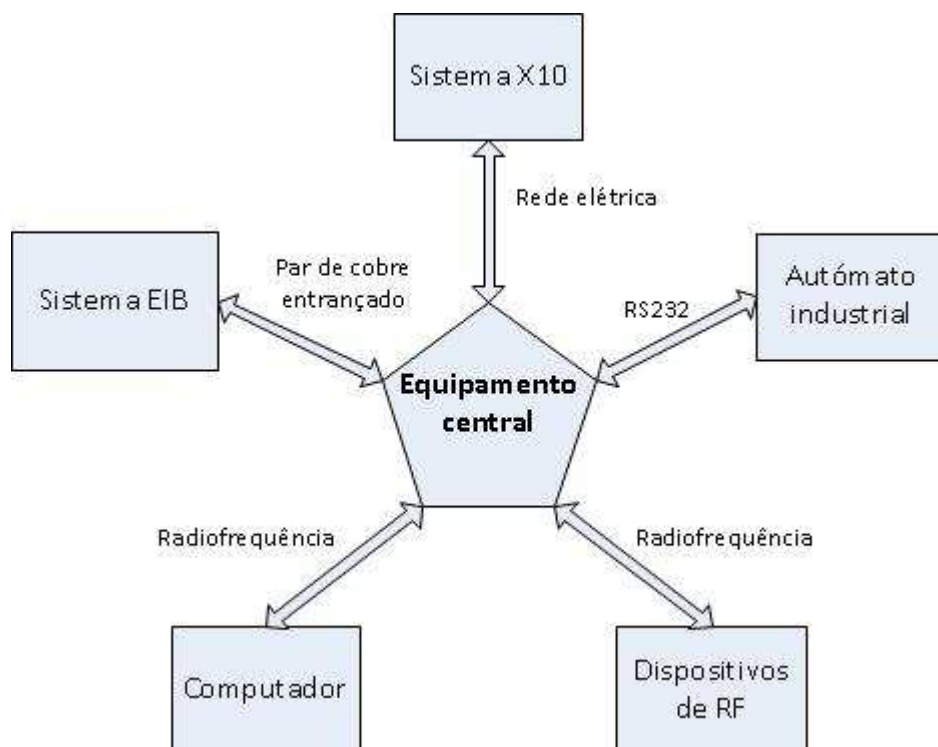 Sistema X10
Rede elétrica
Par de cobre
entrançado
Sistema EIB
RS232
Autómato
industrial
Equipamento
central
Radiofrequência
Radiofrequência
Computador
Dispositivos
de RF